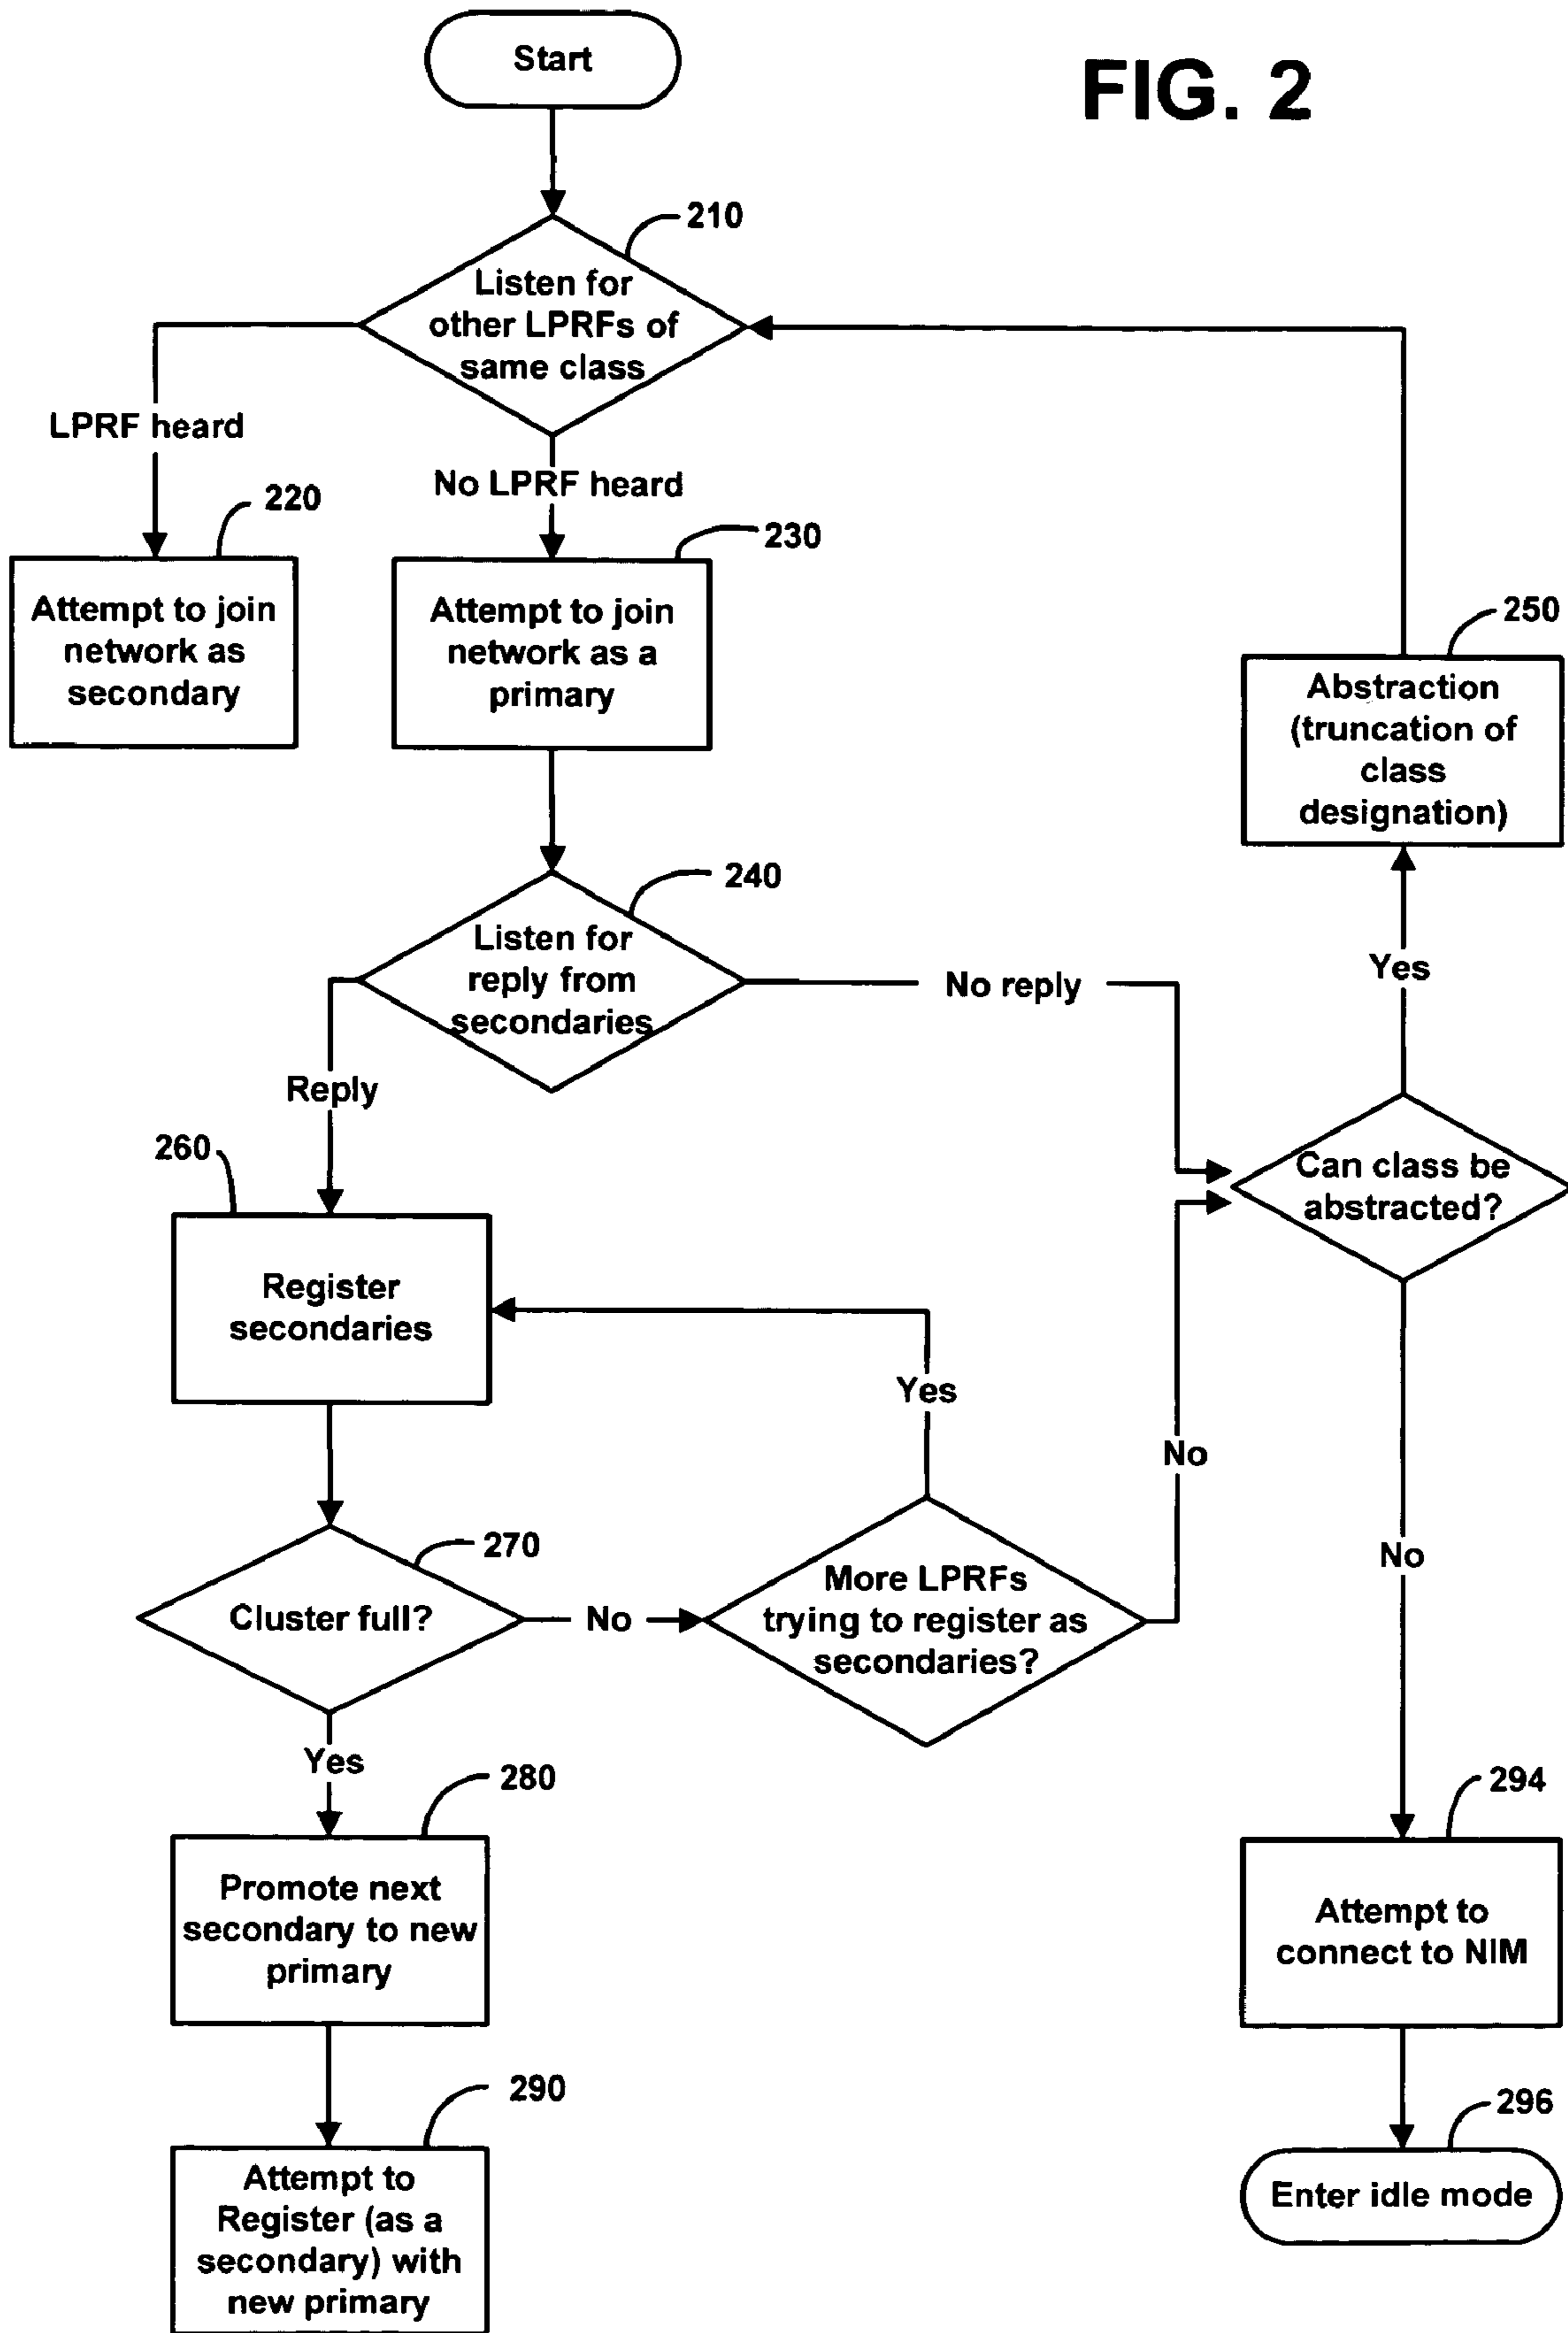 Start
FIG. 2
210
Listen for
other LPRFs of
same class
LPRF heard
No LPRF heard
220
230
Attempt to join
network as
secondary
Attempt to join
network as a
primary
250
Abstraction
(truncation of
class
designation)
240
Listen for
reply from
secondaries
No reply
Yes
Reply
260
Can class be
abstracted?
Register
secondaries
Yes
No
270
Cluster full?
No
More LPRFs
trying to register as
secondaries?
No
Yes
280
294
Promote next
secondary to new
primary
Attempt to
connect to NIM
290
296
Attempt to
Register (as a
secondary) with
new primary
Enter idle mode